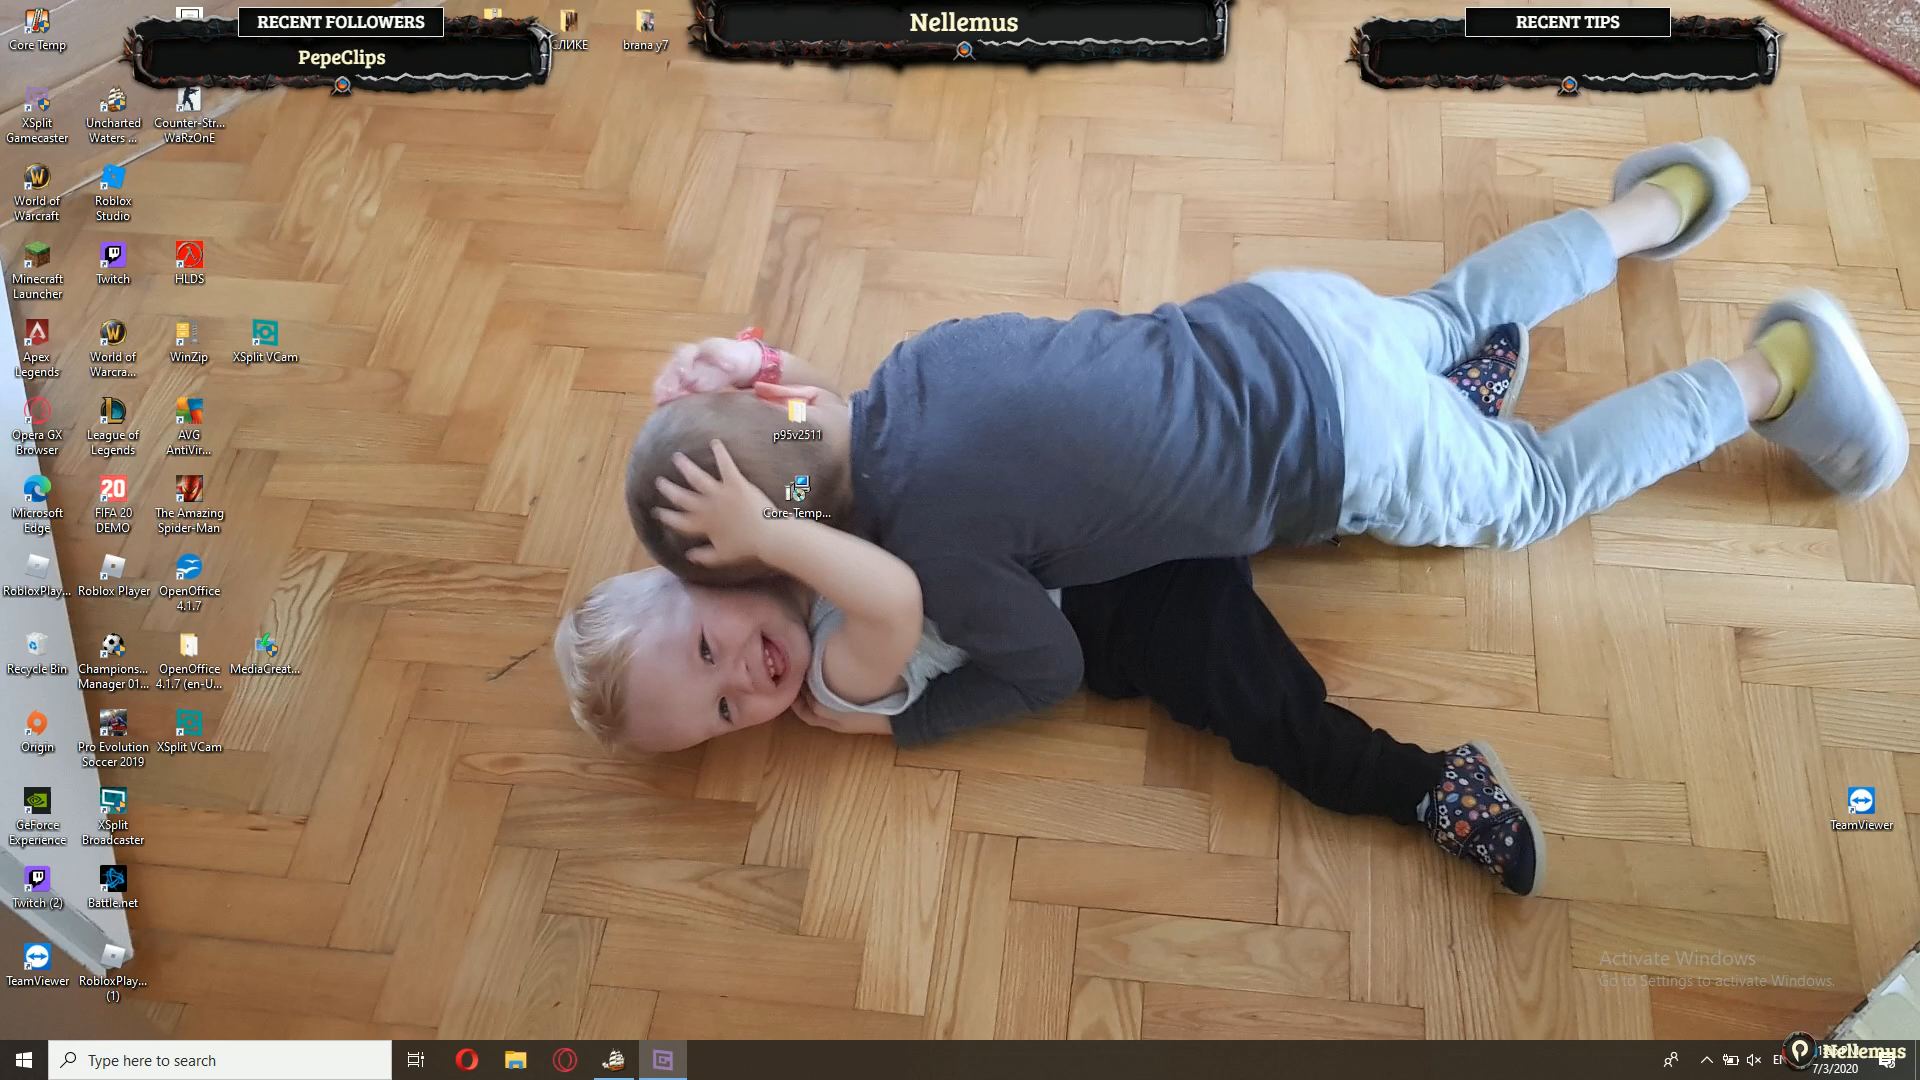 RECENT FOLLOWERS
PepeClips
Nellemus
RECENT TIPS
Core Temp
СЛИКЕ
brana y7
XSplit
Gamecaster
Uncharted
Waters ...
Counter-Str...
WaRzOnE
World of
Warcraft
Roblox
Studio
Minecraft
Launcher
Twitch
HLDS
Apex
Legends
World of
Warcra...
WinZip
XSplit VCam
Opera GX
Browser
League of
Legends
AVG
AntiVir...
p95v2511
Microsoft
Edge
20
FIFA 20
DEMO
The Amazing
Spider-Man
Core-Temp...
RobloxPlay...
Roblox Player
OpenOffice
4.1.7
Recycle Bin
Champions...
Manager 01...
OpenOffice
4.1.7 (en-U...
MediaCreat...
Origin
Pro Evolution
Soccer 2019
XSplit VCam
GeForce
Experience
XSplit
Broadcaster
TeamViewer
Twitch (2)
Battle.net
TeamViewer
RobloxPlay...
(1)
Activate Windows
Go to Settings to activate Windows.
Type here to search
Nellemus
7/3/2020